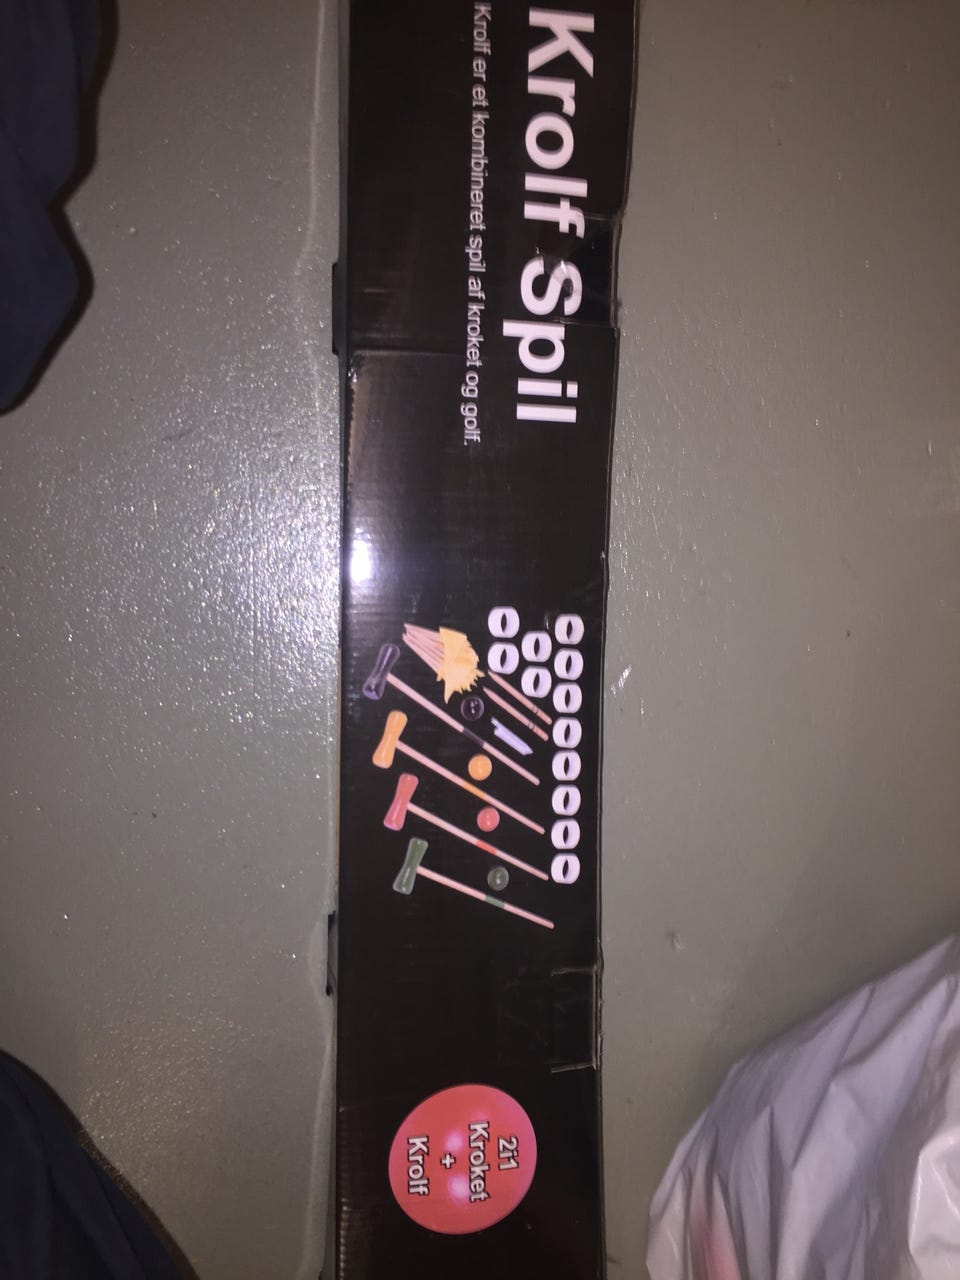 Krolf Spil
Krolf er et kombineret spil af kroket og golf.
2i1
Kroket
+
Krolf